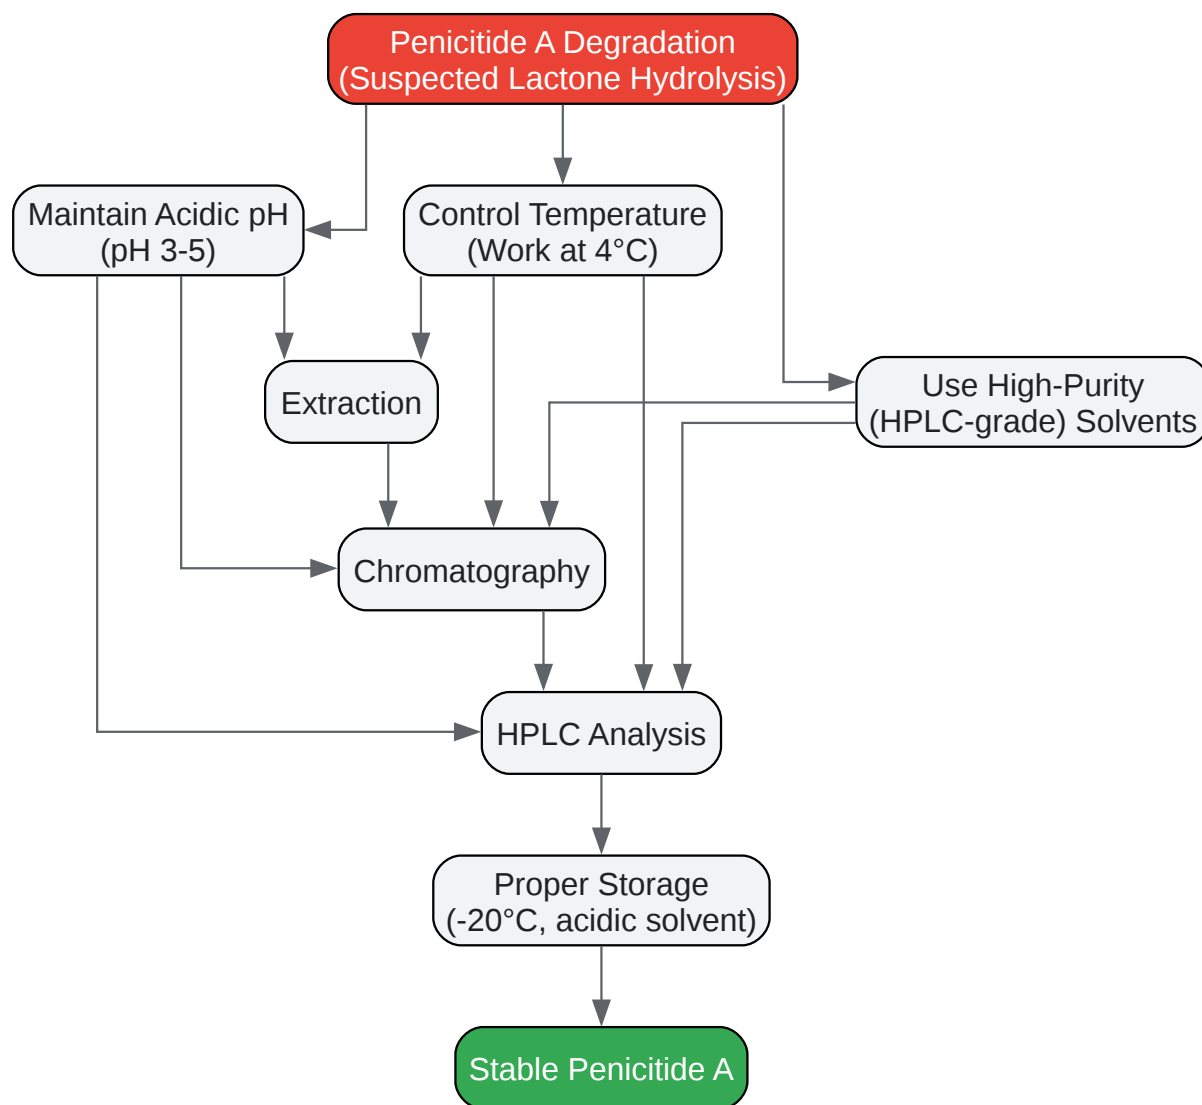 Penicitide A Degradation
(Suspected Lactone Hydrolysis)
Maintain Acidic pH
(pH 3-5)
Control Temperature
(Work at 4°C)
Use High-Purity
(HPLC-grade) Solvents
Extraction
Chromatography
HPLC Analysis
Proper Storage
(-20°C, acidic solvent)
Stable Penicitide A